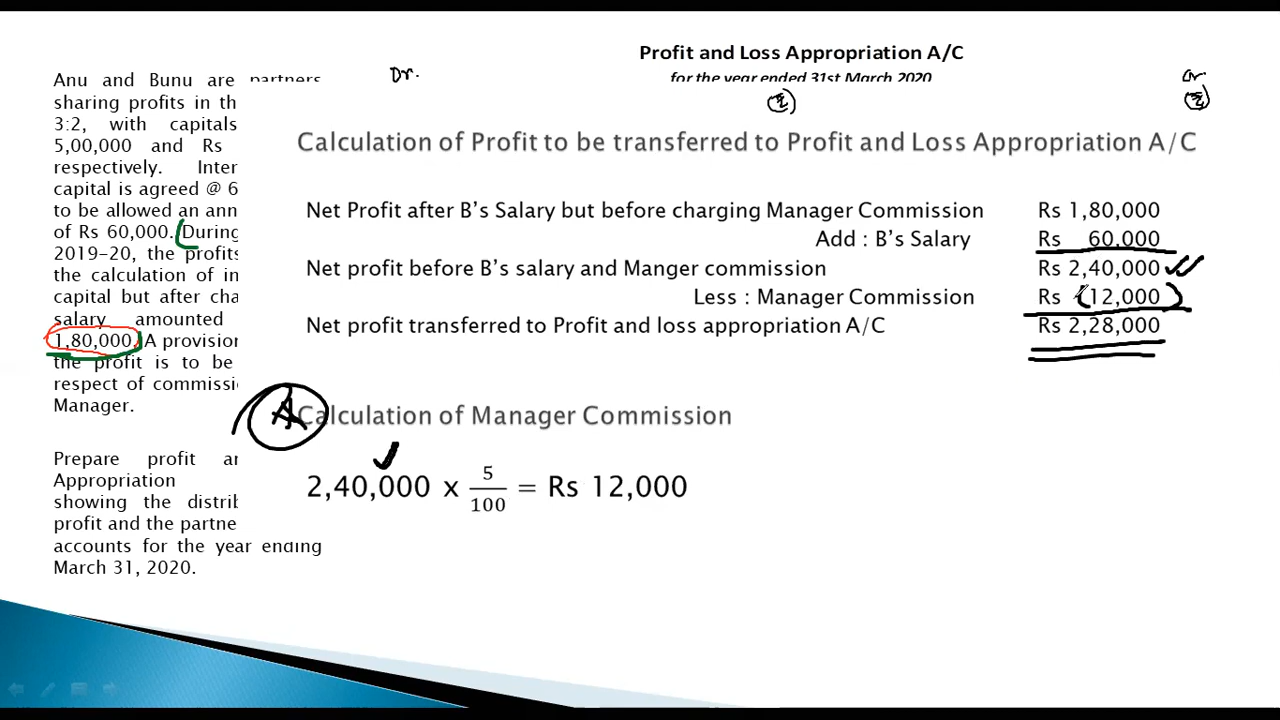 Profit and Loss Appropriation A/C
for the year ended 31st March 2020
Dr.
Cr.
(₹)
(₹)
Anu and Bunu are partners
sharing profits in th
3:2, with capitals
5,00,000 and Rs
respectively. Inter
capital is agreed @ 6
to be allowed an ann
of Rs 60,000. During
2019-20, the profits
the calculation of in
capital but after cha
salary amounted
1,80,000. A provision
the profit is to be
respect of commissi
Manager.
Prepare profit an
Appropriation
showing the distrib
profit and the partne
accounts for the year ending
March 31, 2020.
Calculation of Profit to be transferred to Profit and Loss Appropriation A/C
Net Profit after B's Salary but before charging Manager Commission Rs 1,80,000
Add : B's Salary Rs 60,000
Net profit before B's salary and Manger commission Rs 2,40,000
Less : Manager Commission Rs (12,000)
Net profit transferred to Profit and loss appropriation A/C Rs 2,28,000
Calculation of Manager Commission
2,40,000 x 5/100 = Rs 12,000